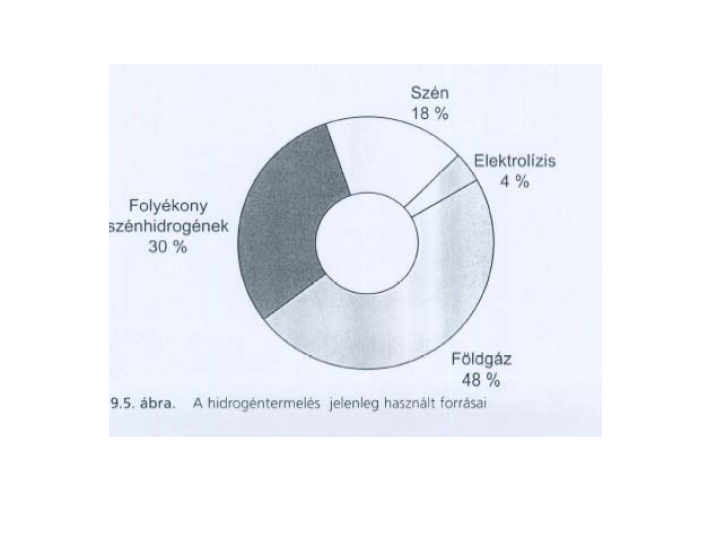 Szén
18 %
Elektrolízis
4 %
Folyékony
szénhidrogének
30 %
Földgáz
48 %
9.5. ábra. A hidrogéntermelés jelenleg használt forrásai